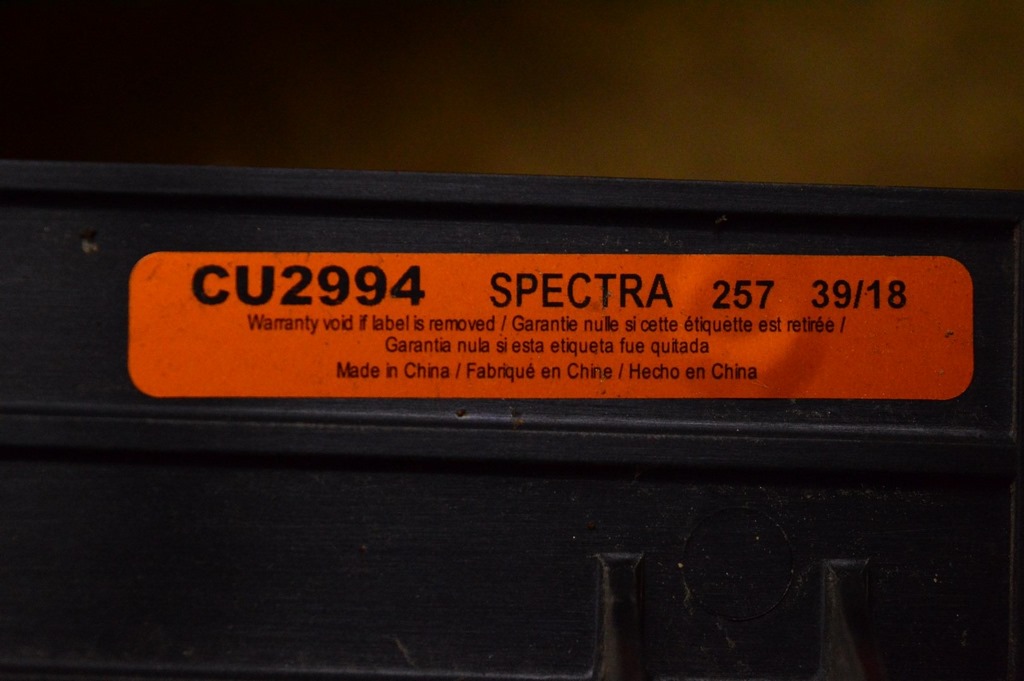 CU2994 SPECTRA 257 39/18
Warranty void if label is removed / Garantie nulle si cette étiquette est retirée /
Garantia nula si esta etiqueta fue quitada
Made in China / Fabriqué en Chine / Hecho en China